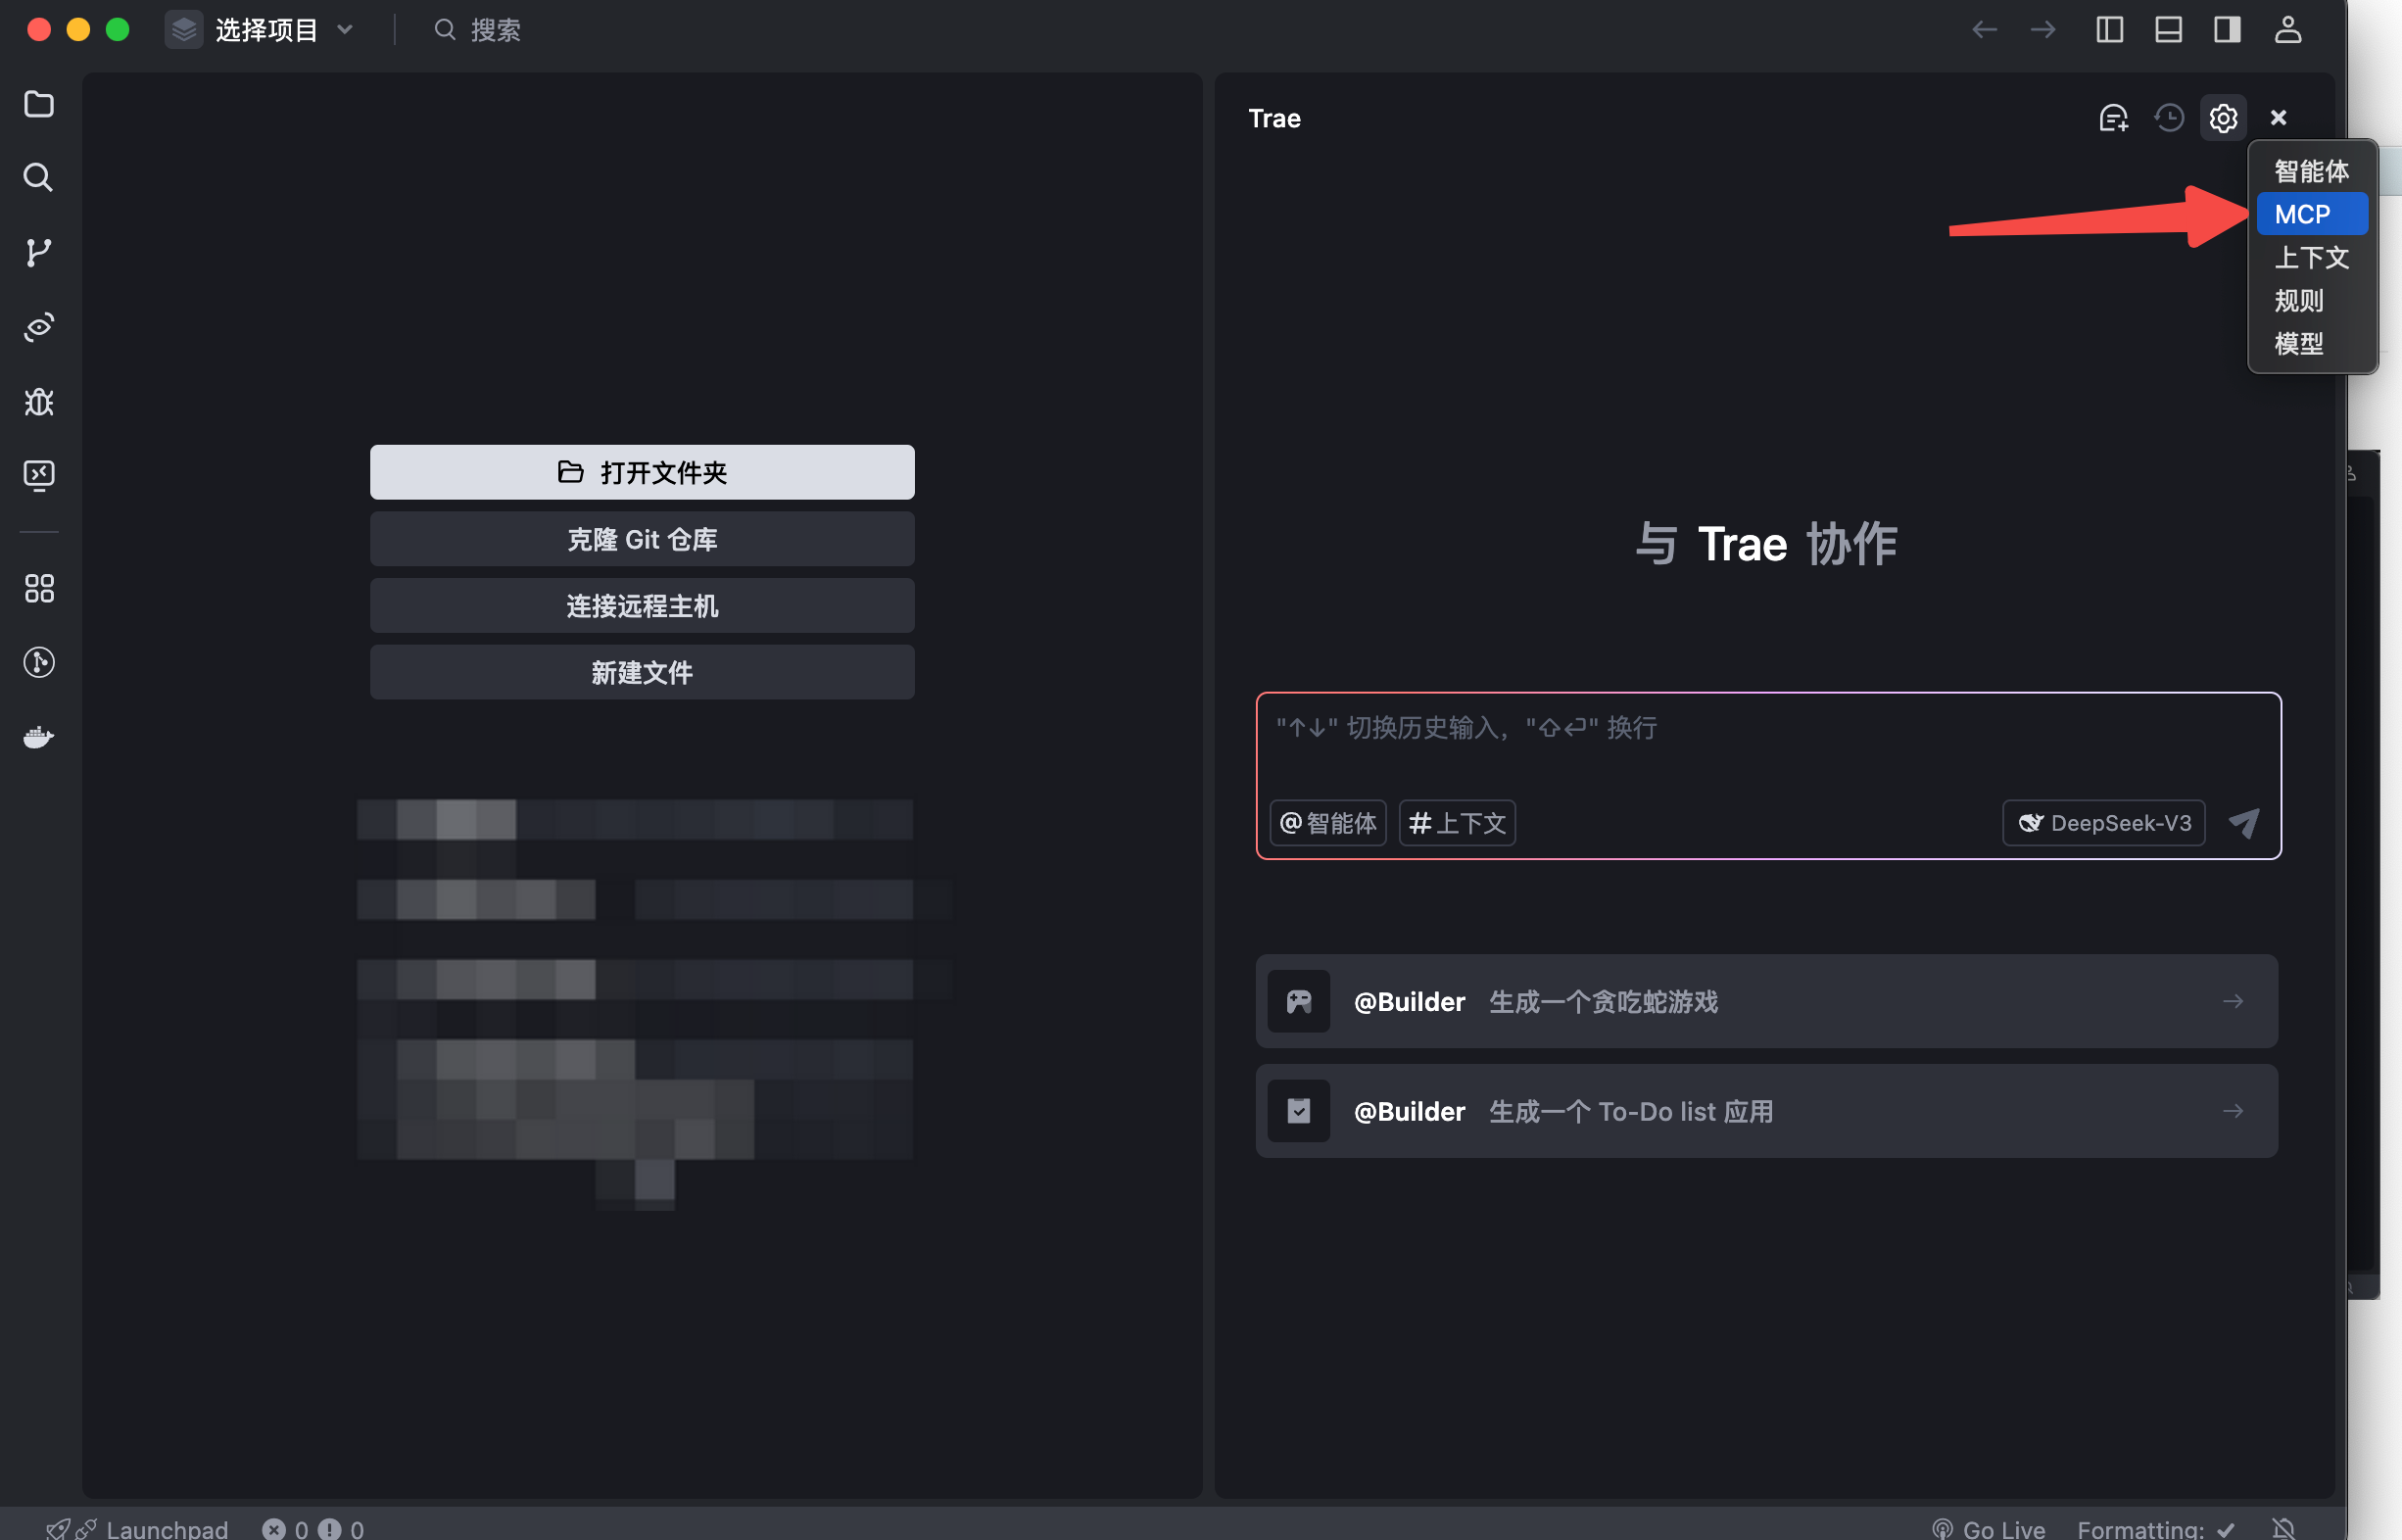 选择项目
搜索
Trae
智能体
MCP
上下文
规则
模型
打开文件夹
克隆 Git 仓库
连接远程主机
新建文件
与 Trae 协作
"↑↓" 切换历史输入，"⇧⏎" 换行
@智能体
#上下文
DeepSeek-V3
@Builder 生成一个贪吃蛇游戏
@Builder 生成一个 To-Do list 应用
Launchpad 0 0
Go Live
Formatting: ✓